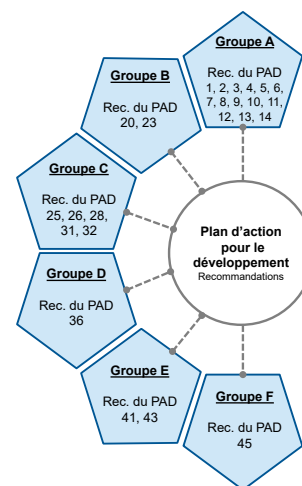 Groupe A
Rec. du PAD
1, 2, 3, 4, 5, 6,
7, 8, 9, 10, 11,
12, 13, 14
Groupe B
Rec. du PAD
20, 23
Groupe C
Rec. du PAD
25, 26, 28,
31, 32
Plan d'action
pour le
développement
Recommandations
Groupe D
Rec. du PAD
36
Groupe E
Rec. du PAD
41, 43
Groupe F
Rec. du PAD
45